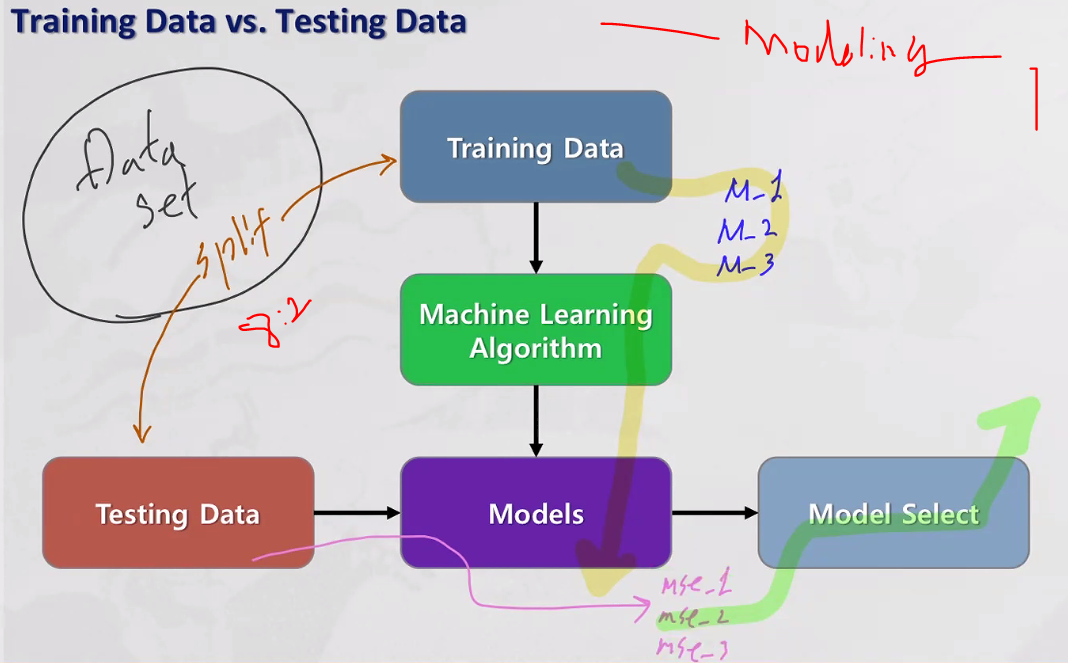 Training Data vs. Testing Data
Modeling
Data
set
split
8:2
Training Data
M_1
M_2
M_3
Machine Learning
Algorithm
Testing Data
Models
Model Select
mse_1
mse_2
mse_3